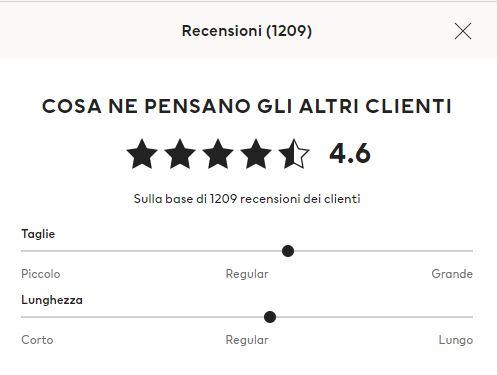 Recensioni (1209)
COSA NE PENSANO GLI ALTRI CLIENTI
4.6
Sulla base di 1209 recensioni dei clienti
Taglie
Piccolo Regular Grande
Lunghezza
Corto Regular Lungo